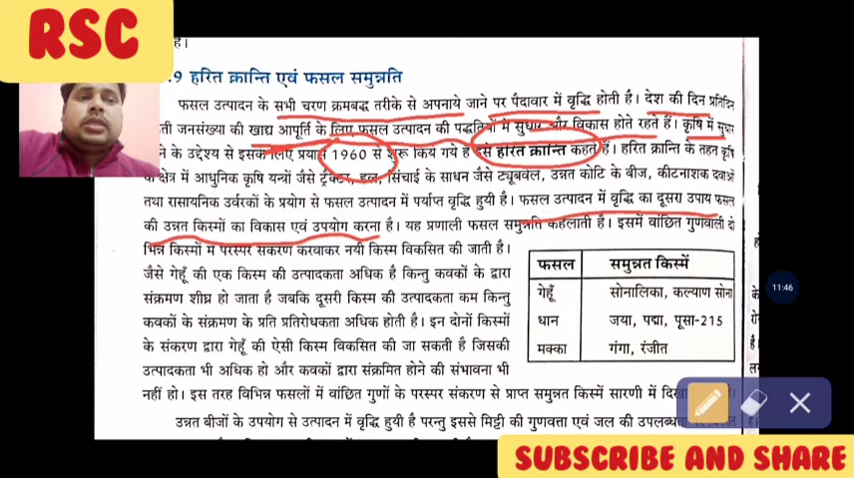 RSC
है।
.9 हरित क्रान्ति एवं फसल समुन्नति
फसल उत्पादन के सभी चरण क्रमबद्ध तरीके से अपनाये जाने पर पैदावार में वृद्धि होती है। देश की दिन प्रतिदिन
ती जनसंख्या की खाद्य आपूर्ति के लिए फसल उत्पादन की पद्धतियों में सुधार और विकास होते रहते हैं। कृषि में सुधार
ने के उद्देश्य से इसके लिए प्रयास 1960 से शुरू किये गये हैं इसे हरित क्रान्ति कहते हैं। हरित क्रान्ति के तहत कृषि
के क्षेत्र में आधुनिक कृषि यन्त्रों जैसे ट्रैक्टर, हल, सिंचाई के साधन जैसे ट्यूबवेल, उन्नत कोटि के बीज, कीटनाशक दवाओं
तथा रासायनिक उर्वरकों के प्रयोग से फसल उत्पादन में पर्याप्त वृद्धि हुयी है। फसल उत्पादन में वृद्धि का दूसरा उपाय फसल
की उन्नत किस्मों का विकास एवं उपयोग करना है। यह प्रणाली फसल समुन्नति कहलाती है। इसमें वांछित गुणवाली दो
भिन्न किस्मों में परस्पर संकरण करवाकर नयी किस्म विकसित की जाती है।
जैसे गेहूँ की एक किस्म की उत्पादकता अधिक है किन्तु कवकों के द्वारा
संक्रमण शीघ्र हो जाता है जबकि दूसरी किस्म की उत्पादकता कम किन्तु
कवकों के संक्रमण के प्रति प्रतिरोधकता अधिक होती है। इन दोनों किस्मों
के संकरण द्वारा गेहूँ की ऐसी किस्म विकसित की जा सकती है जिसकी
उत्पादकता भी अधिक हो और कवकों द्वारा संक्रमित होने की संभावना भी
फसल समुन्नत किस्में
गेहूँ सोनालिका, कल्याण सोना
धान जया, पद्मा, पूसा-215
मक्का गंगा, रंजीत
नहीं हो। इस तरह विभिन्न फसलों में वांछित गुणों के परस्पर संकरण से प्राप्त समुन्नत किस्में सारणी में
उन्नत बीजों के उपयोग से उत्पादन में वृद्धि हुयी है परन्तु इससे मिट्टी की गुणवत्ता एवं जल की उपलब्धता
11:46
SUBSCRIBE AND SHARE